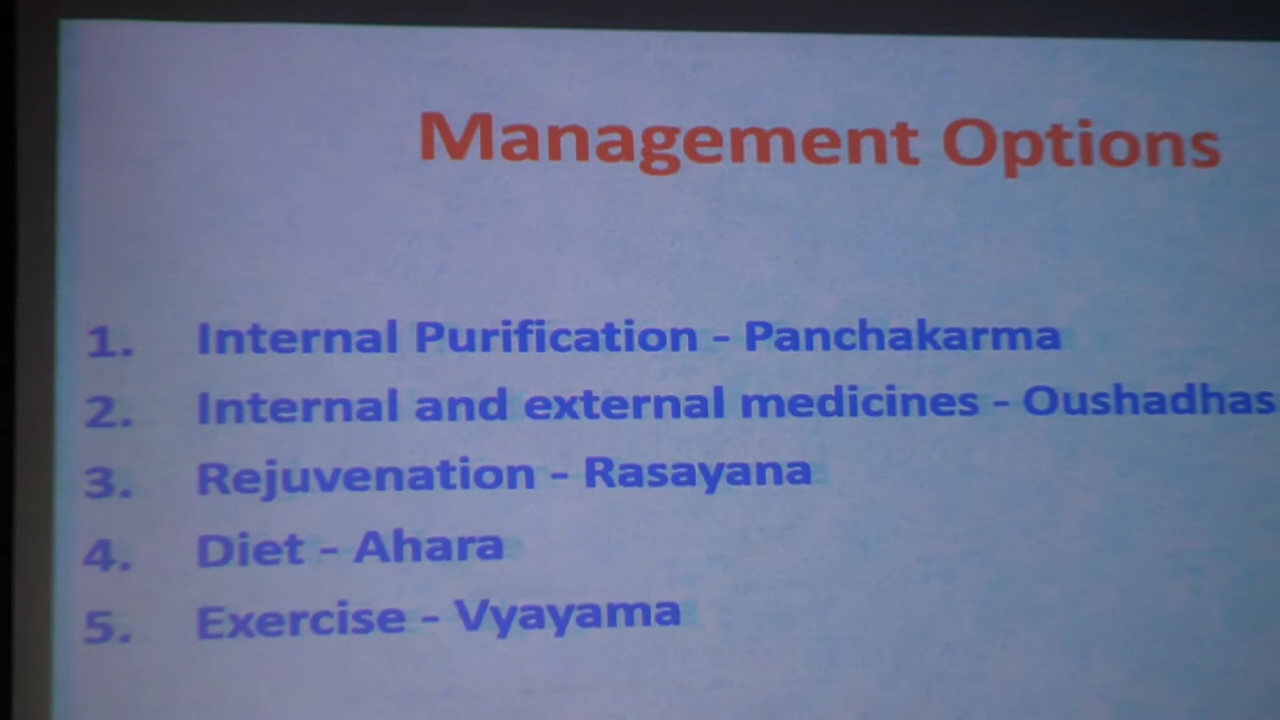 Management Options
1. Internal Purification - Panchakarma
2. Internal and external medicines - Oushadhas
3. Rejuvenation - Rasayana
4. Diet - Ahara
5. Exercise - Vyayama